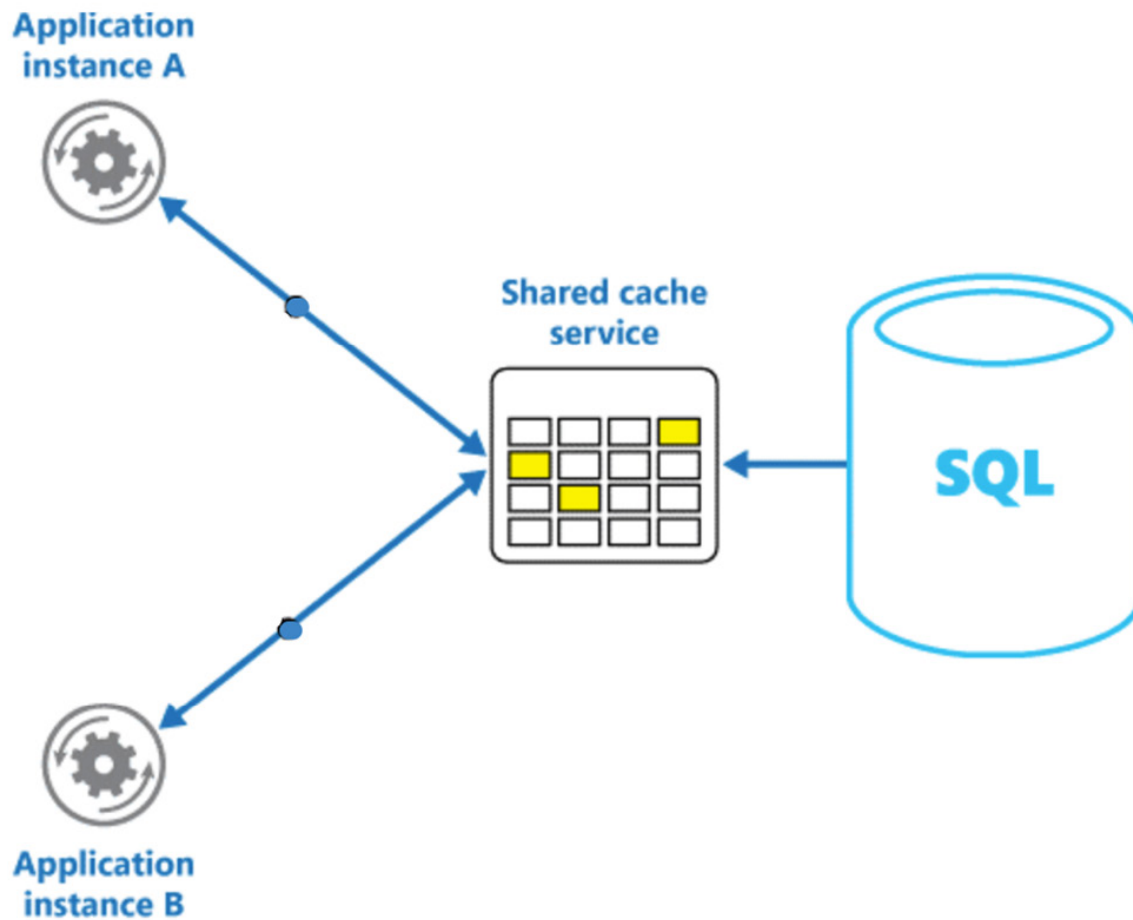 Application
instance A
Shared cache
service
SQL
Application
instance B